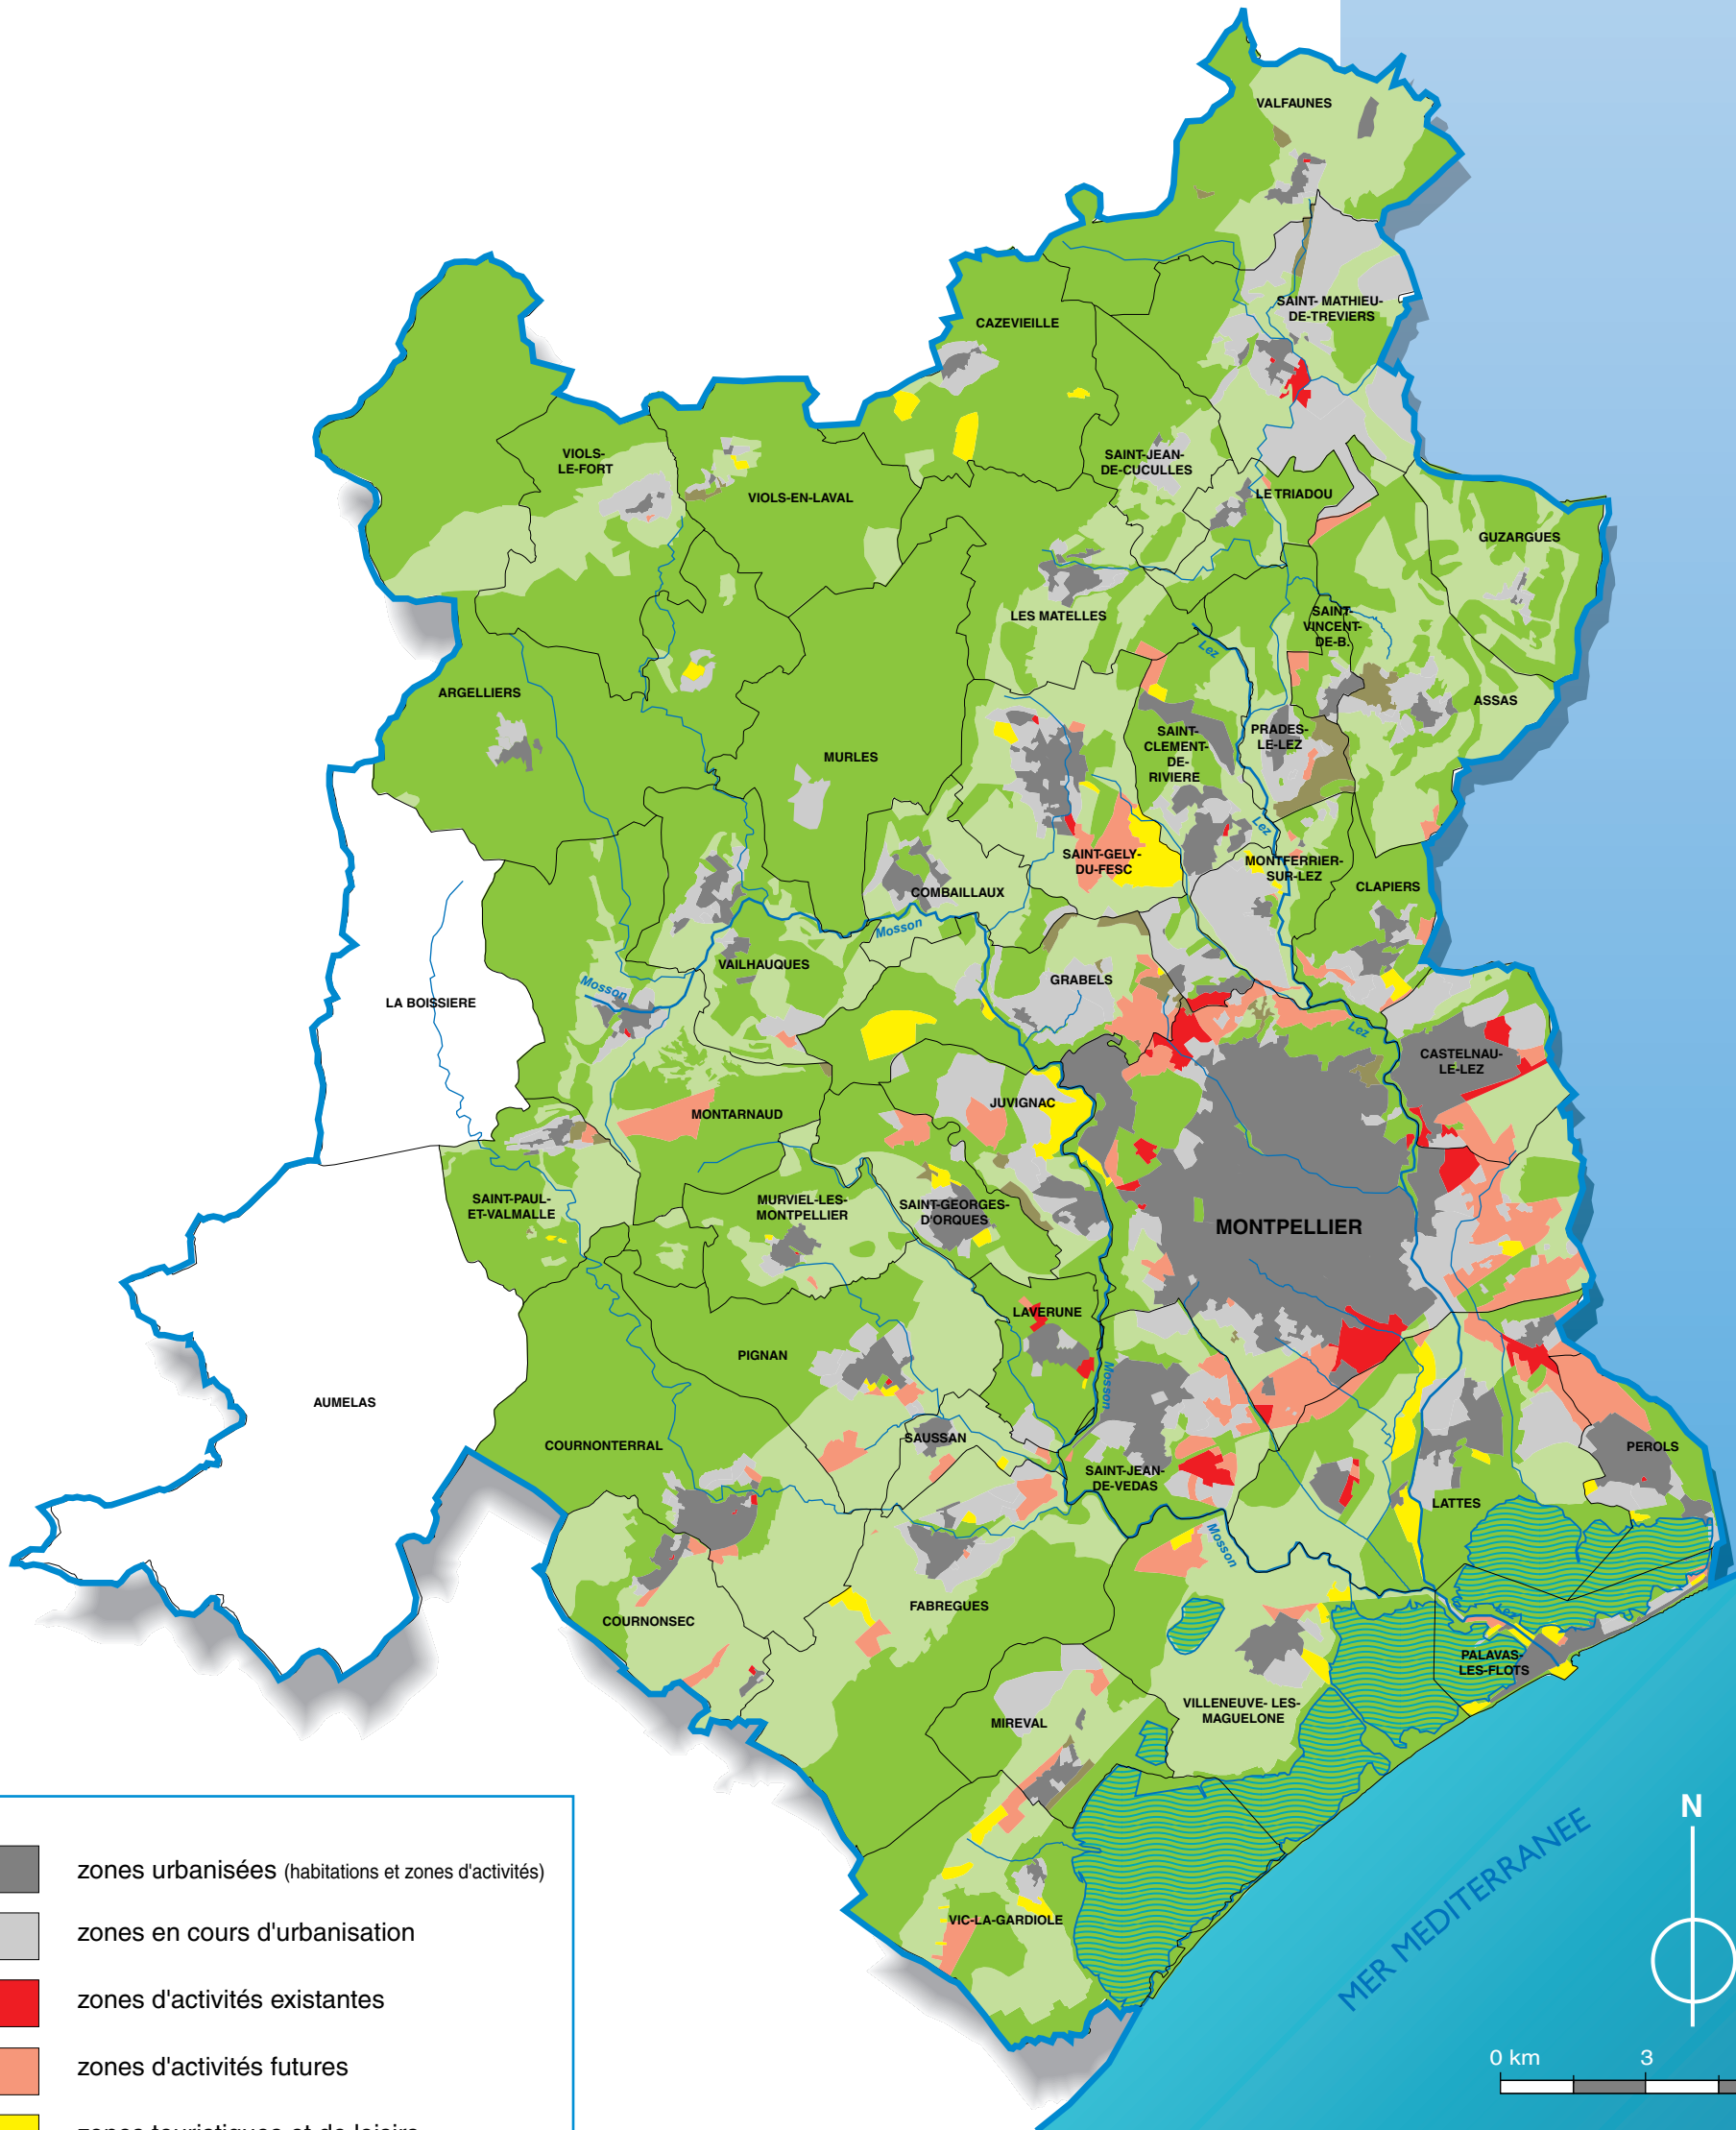 VALFAUNES
SAINT- MATHIEU-
DE-TREVIERS
CAZEVIEILLE
VIOLS-
LE-FORT
VIOLS-EN-LAVAL
SAINT-JEAN-
DE-CUCULLES
LE TRIADOU
GUZARGUES
LES MATELLES
SAINT-
VINCENT-
DE-B.
Lez
ARGELLIERS
ASSAS
SAINT-
CLEMENT-
DE-
RIVIERE
PRADES-
LE-LEZ
MURLES
Lez
SAINT-GELY-
DU-FESC
MONTFERRIER-
SUR-LEZ
CLAPIERS
COMBAILLAUX
Mosson
VAILHAUQUES
GRABELS
Mosson
LA BOISSIERE
Lez
CASTELNAU-
LE-LEZ
JUVIGNAC
MONTARNAUD
SAINT-PAUL-
ET-VALMALLE
MURVIEL-LES-
MONTPELLIER
SAINT-GEORGES-
D'ORQUES
MONTPELLIER
LAVERUNE
PIGNAN
Mosson
AUMELAS
COURNONTERRAL
SAUSSAN
SAINT-JEAN-
DE-VEDAS
PEROLS
LATTES
Mosson
FABREGUES
COURNONSEC
Lez
PALAVAS-
LES-FLOTS
VILLENEUVE- LES-
MAGUELONE
MIREVAL
VIC-LA-GARDIOLE
MER MEDITERRANEE
N
0 km 3
zones urbanisées (habitations et zones d'activités)
zones en cours d'urbanisation
zones d'activités existantes
zones d'activités futures
zones touristiques et de loisirs